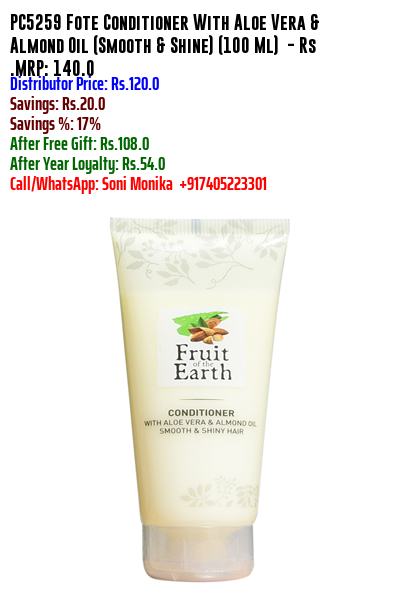 PC5259 Fote Conditioner With Aloe Vera &
Almond Oil (Smooth & Shine) (100 Ml) - Rs
.MRP: 140.0
Distributor Price: Rs.120.0
Savings: Rs.20.0
Savings %: 17%
After Free Gift: Rs.108.0
After Year Loyalty: Rs.54.0
Call/WhatsApp: Soni Monika +917405223301
Fruit
of the
Earth
CONDITIONER
WITH ALOE VERA & ALMOND OIL
SMOOTH & SHINY HAIR